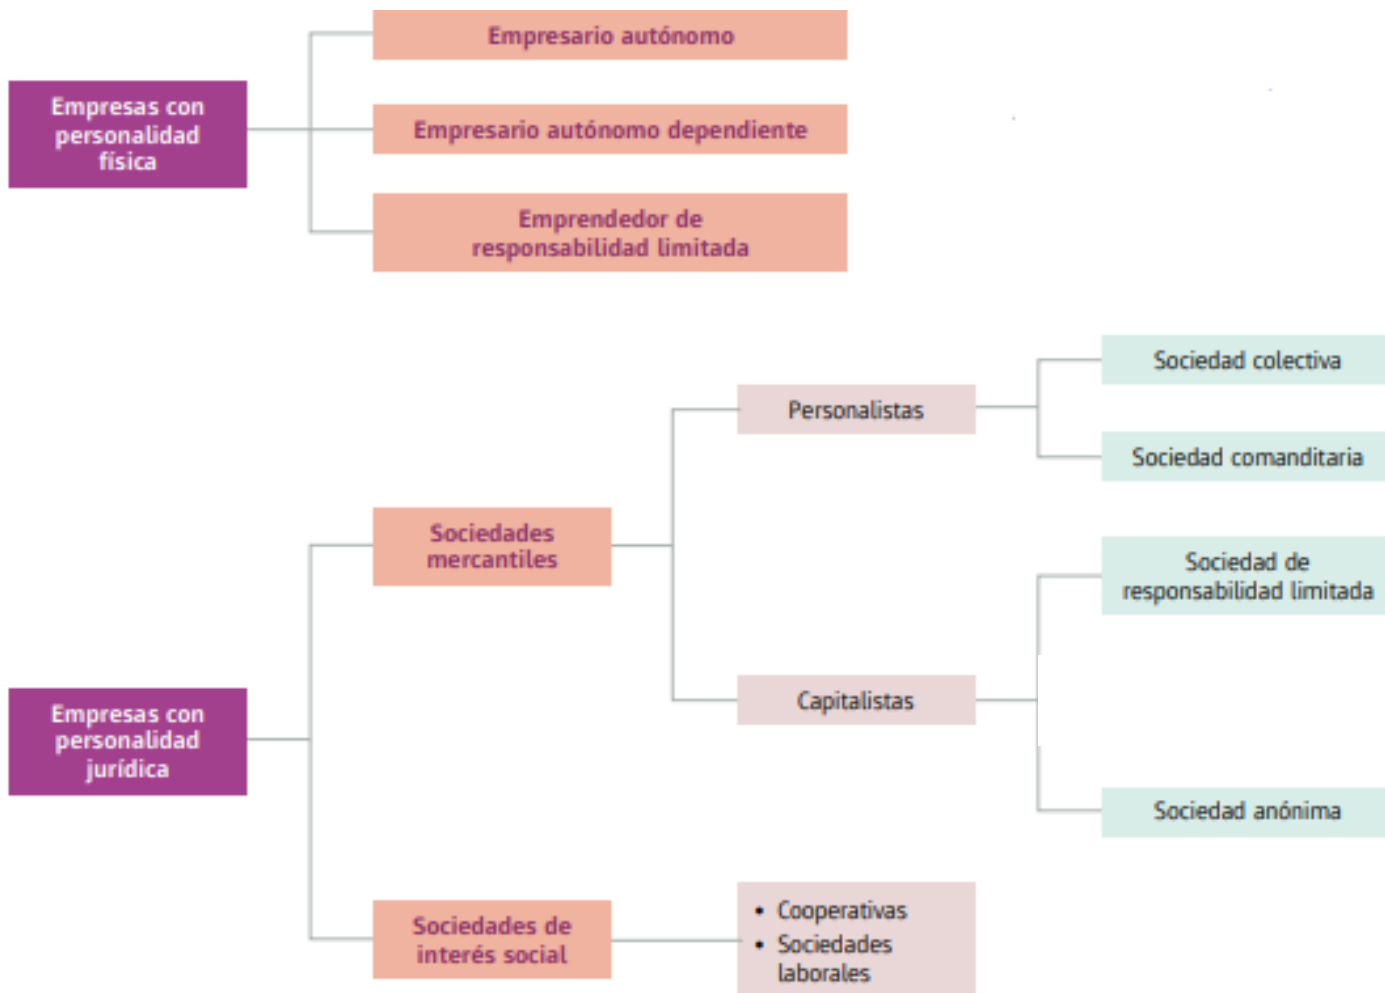 Empresas con
personalidad
física
Empresario autónomo
Empresario autónomo dependiente
Emprendedor de
responsabilidad limitada
Empresas con
personalidad
jurídica
Sociedades
mercantiles
Personalistas
Sociedad colectiva
Sociedad comanditaria
Capitalistas
Sociedad de
responsabilidad limitada
Sociedad anónima
Sociedades de
interés social
• Cooperativas
• Sociedades
laborales